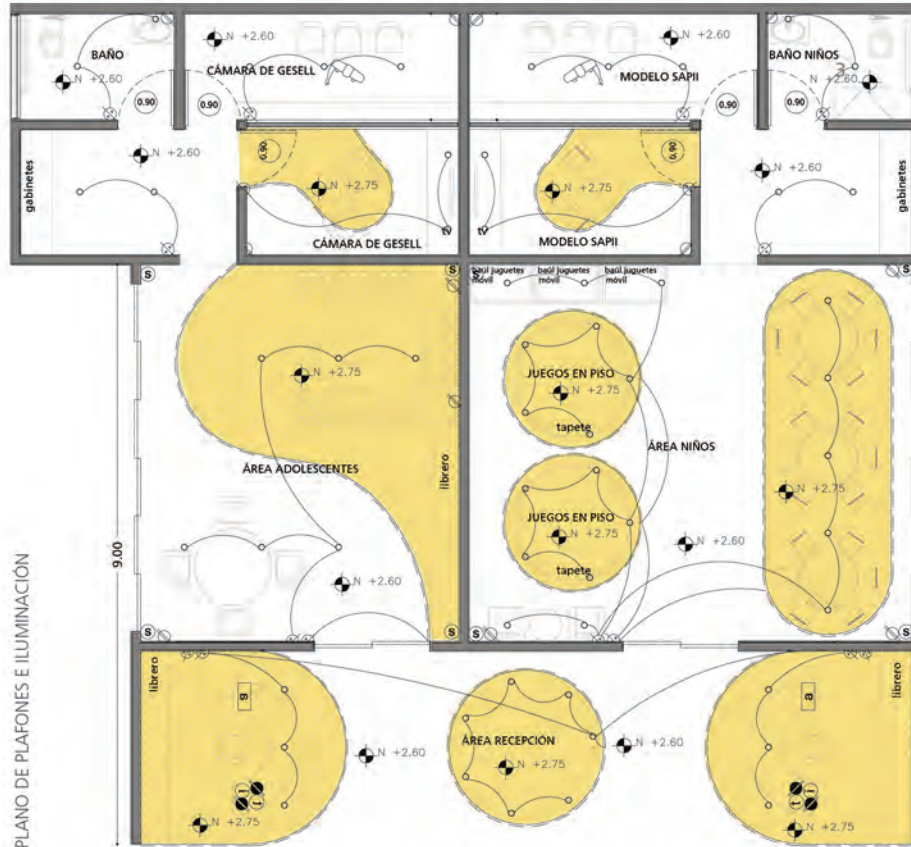 BAÑO
N +2.60
N +2.60
CÁMARA DE GESELL
N +2.60
MODELO SAPII
BAÑO NIÑOS
3
N +2.60
0.90
0.90
0.90
0.90
N +2.60
0.90
0.90
N +2.60
gabinetes
N +2.75
N +2.75
gabinetes
CÁMARA DE GESELL
tv
tv
MODELO SAPII
S
S
S
S
baúl juguetes
móvil
baúl juguetes
móvil
baúl juguetes
móvil
N +2.75
JUEGOS EN PISO
N +2.75
tapete
ÁREA ADOLESCENTES
librero
ÁREA NIÑOS
N +2.75
JUEGOS EN PISO
N +2.75
tapete
N +2.60
9.00
N +2.60
S
S
S
S
librero
librero
s
a
ÁREA RECEPCIÓN
N +2.60
N +2.60
N +2.75
t
t
t
t
N +2.75
N +2.75
PLANO DE PLAFONES E ILUMINACIÓN